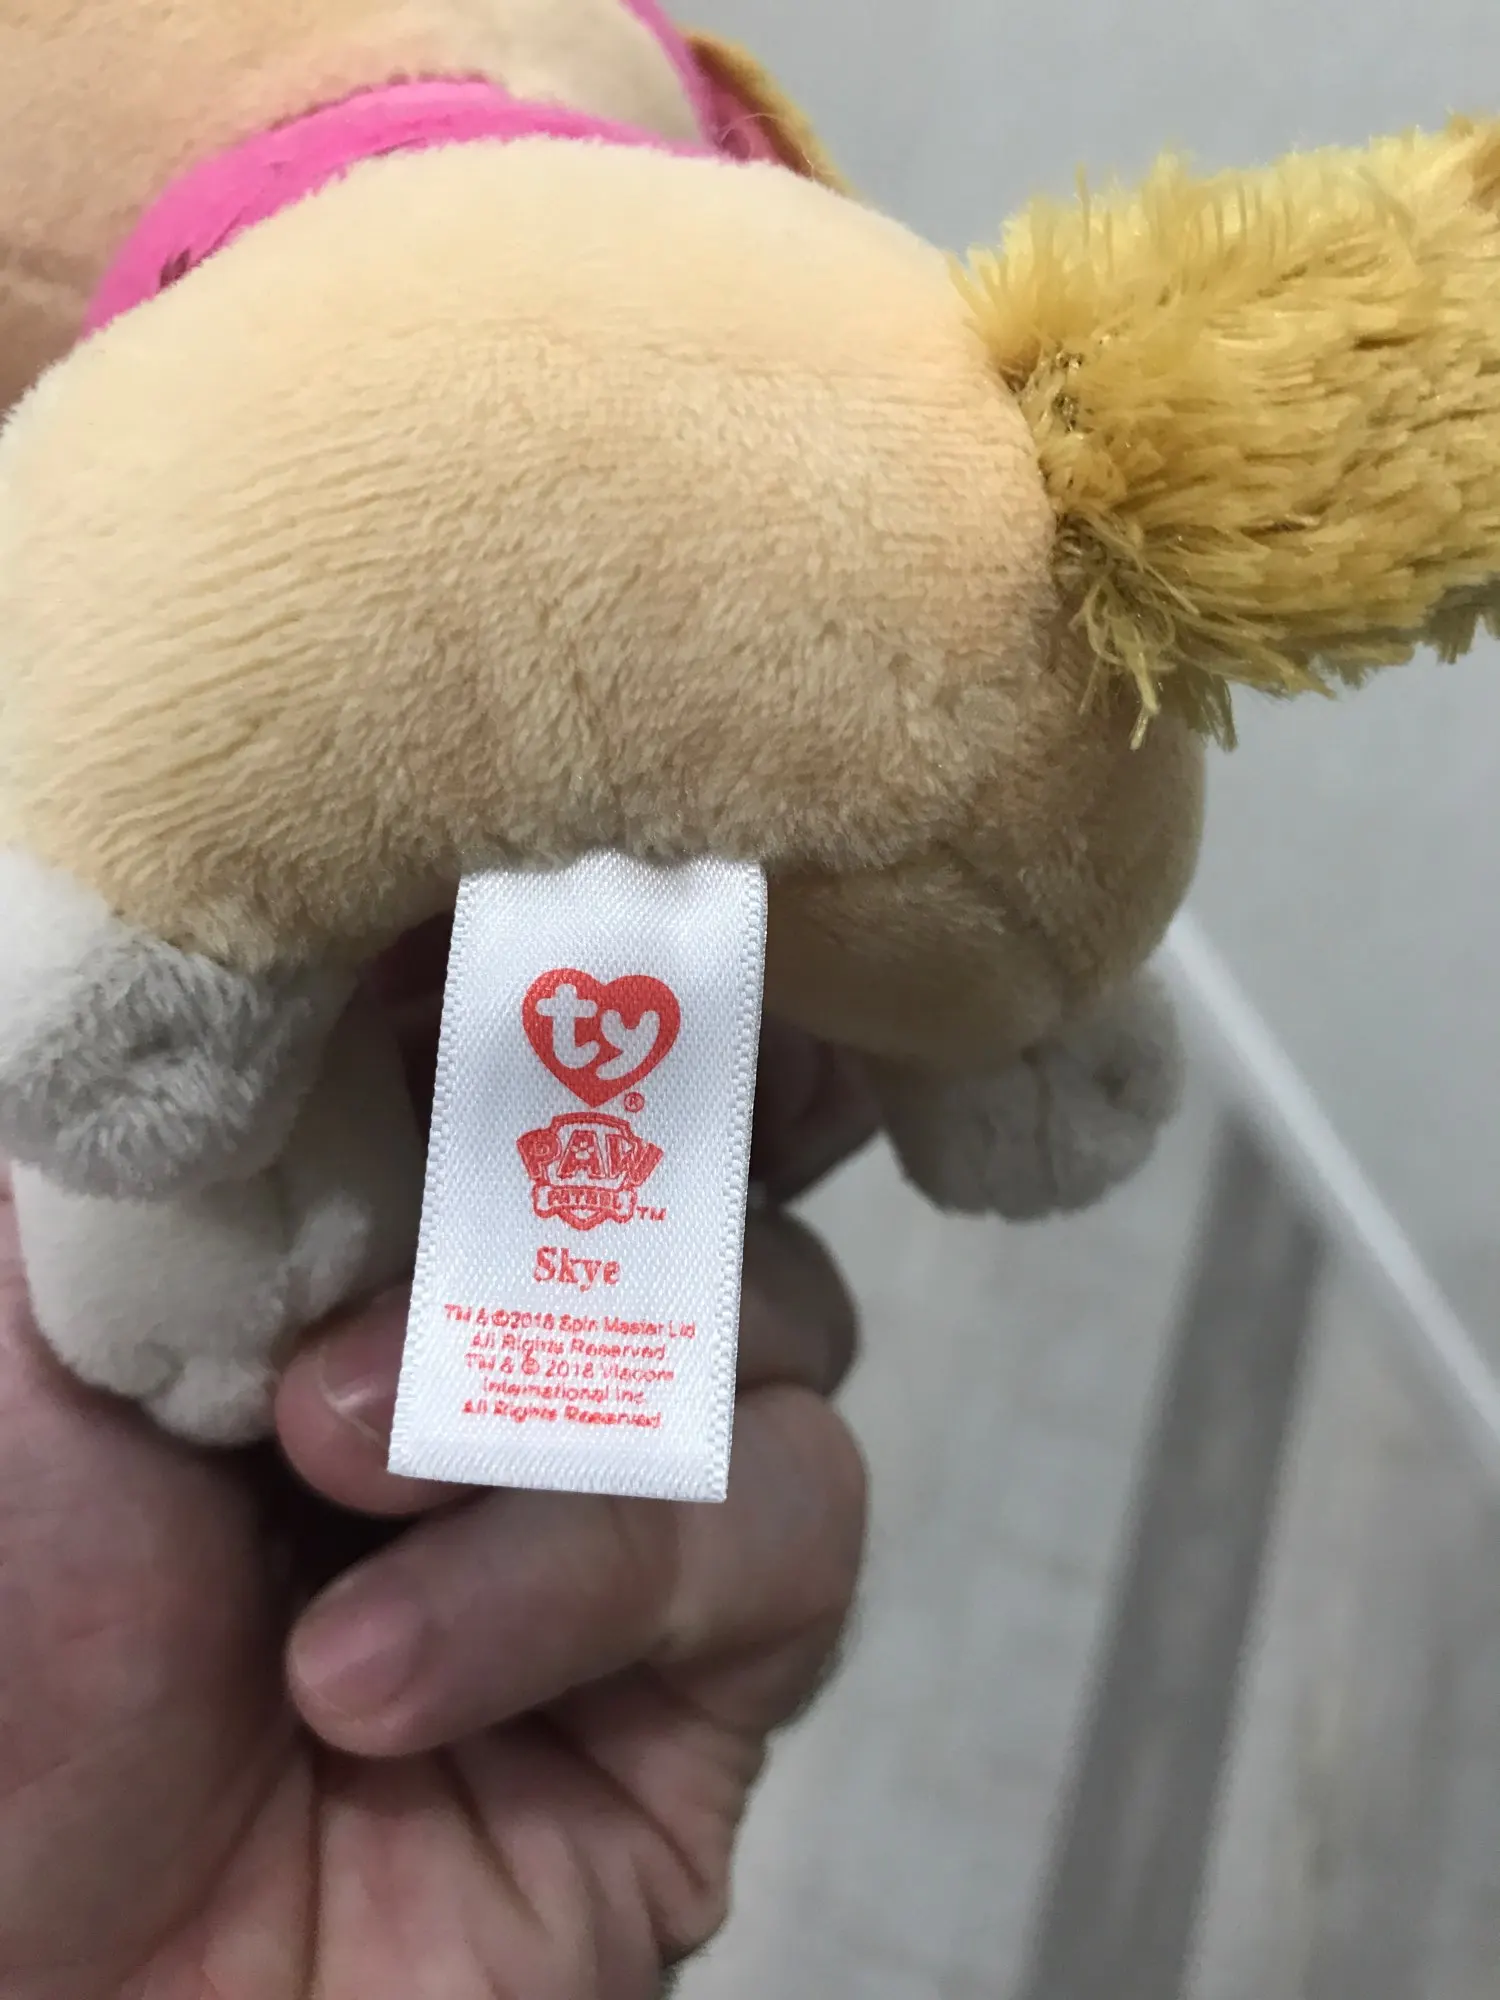 ty
®
PAW
PATROL TM
Skye
TM & ©2018 Spin Master Ltd
All Rights Reserved
TM & © 2018 Viacom
International Inc
All Rights Reserved